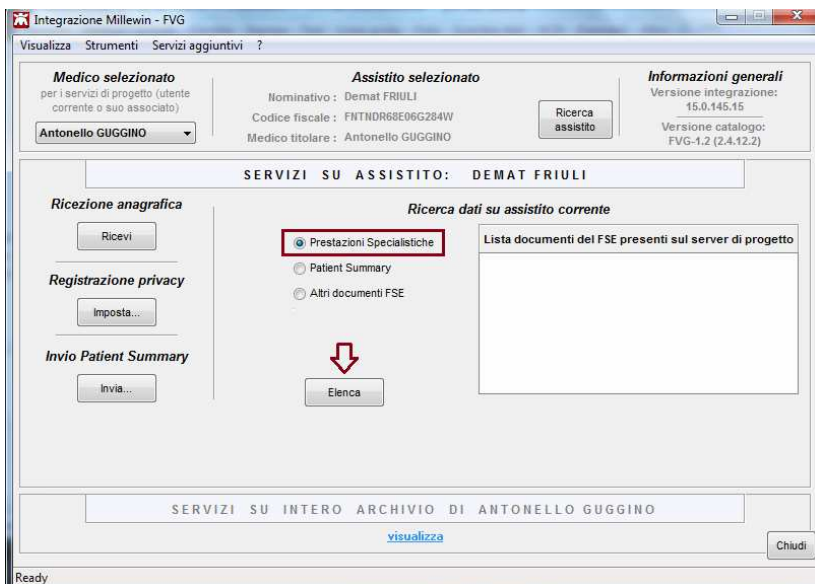 Integrazione Millewin - FVG
Visualizza Strumenti Servizi aggiuntivi ?
Medico selezionato
per i servizi di progetto (utente
corrente o suo associato)
Antonello GUGGINO
Assistito selezionato
Nominativo : Demat FRIULI
Codice fiscale : FNTNDR68E06G284W
Medico titolare : Antonello GUGGINO
Ricerca
assistito
Informazioni generali
Versione integrazione:
15.0.145.15
Versione catalogo:
FVG-1.2 (2.4.12.2)
SERVIZI SU ASSISTITO: DEMAT FRIULI
Ricezione anagrafica
Ricevi
Registrazione privacy
Imposta...
Invio Patient Summary
Invia...
Ricerca dati su assistito corrente
Prestazioni Specialistiche
Patient Summary
Altri documenti FSE
Elenca
Lista documenti del FSE presenti sul server di progetto
SERVIZI SU INTERO ARCHIVIO DI ANTONELLO GUGGINO
visualizza
Chiudi
Ready